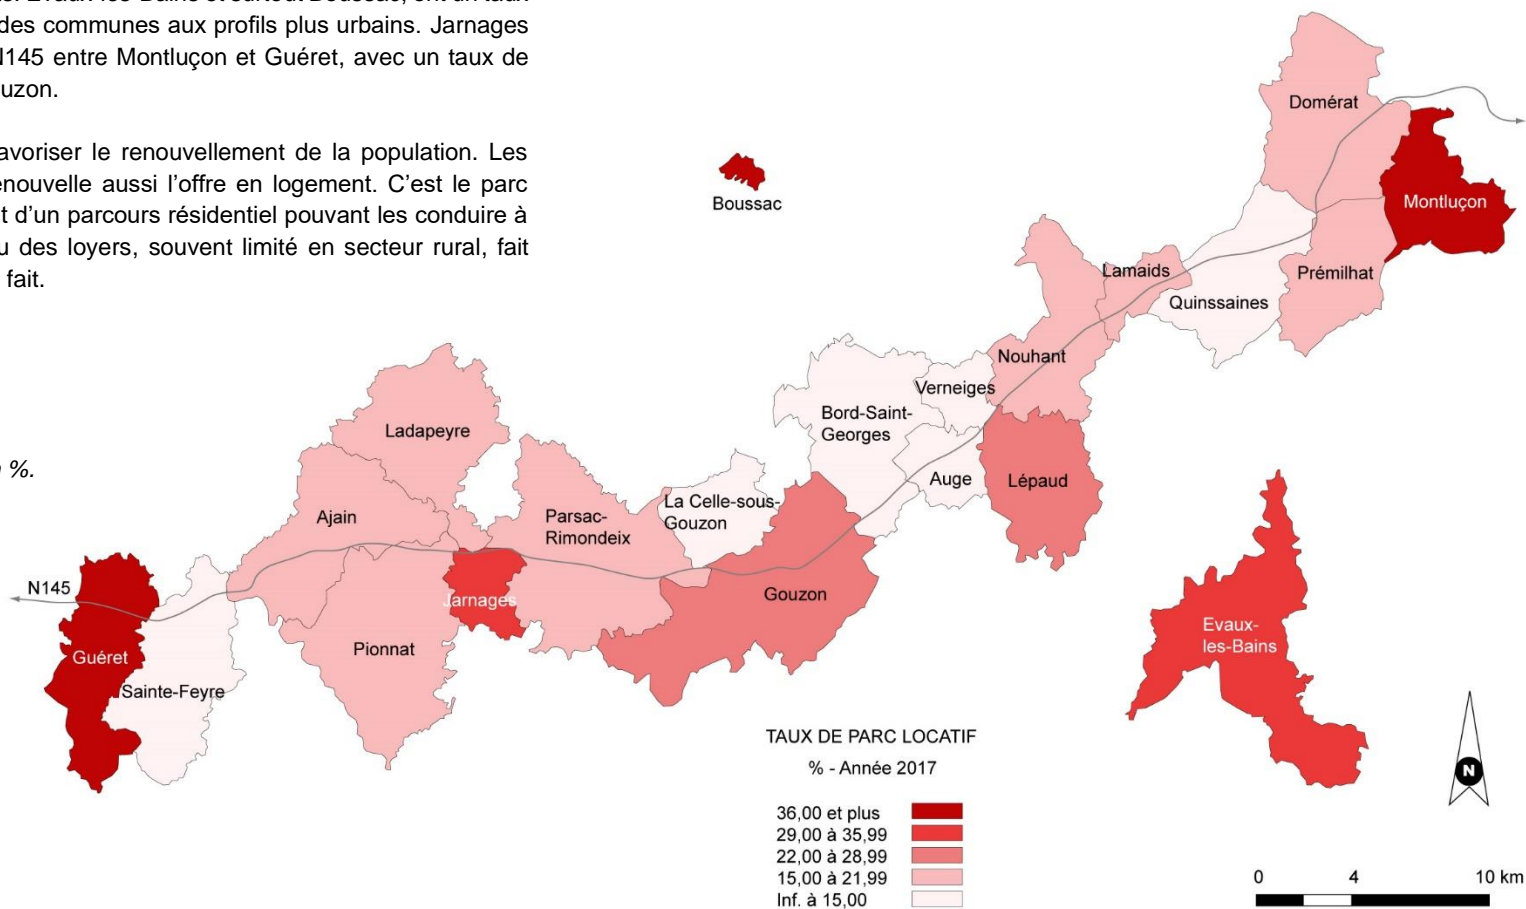 des communes aux profils plus urbains. Jarnages
N145 entre Montluçon et Guéret, avec un taux de
uzon.
avoriser le renouvellement de la population. Les
enouvelle aussi l’offre en logement. C’est le parc
t d’un parcours résidentiel pouvant les conduire à
u des loyers, souvent limité en secteur rural, fait
fait.
%.
Domérat
Montluçon
Boussac
Lamaids
Prémilhat
Quinssaines
Nouhant
Verneiges
Bord-Saint-
Georges
Ladapeyre
Auge
Lépaud
La Celle-sous-
Gouzon
Parsac-
Rimondeix
Ajain
N145
Gouzon
Jarnages
Evaux-
les-Bains
Pionnat
Guéret
Sainte-Feyre
TAUX DE PARC LOCATIF
% - Année 2017
36,00 et plus
29,00 à 35,99
22,00 à 28,99
15,00 à 21,99
Inf. à 15,00
N
0 4 10 km